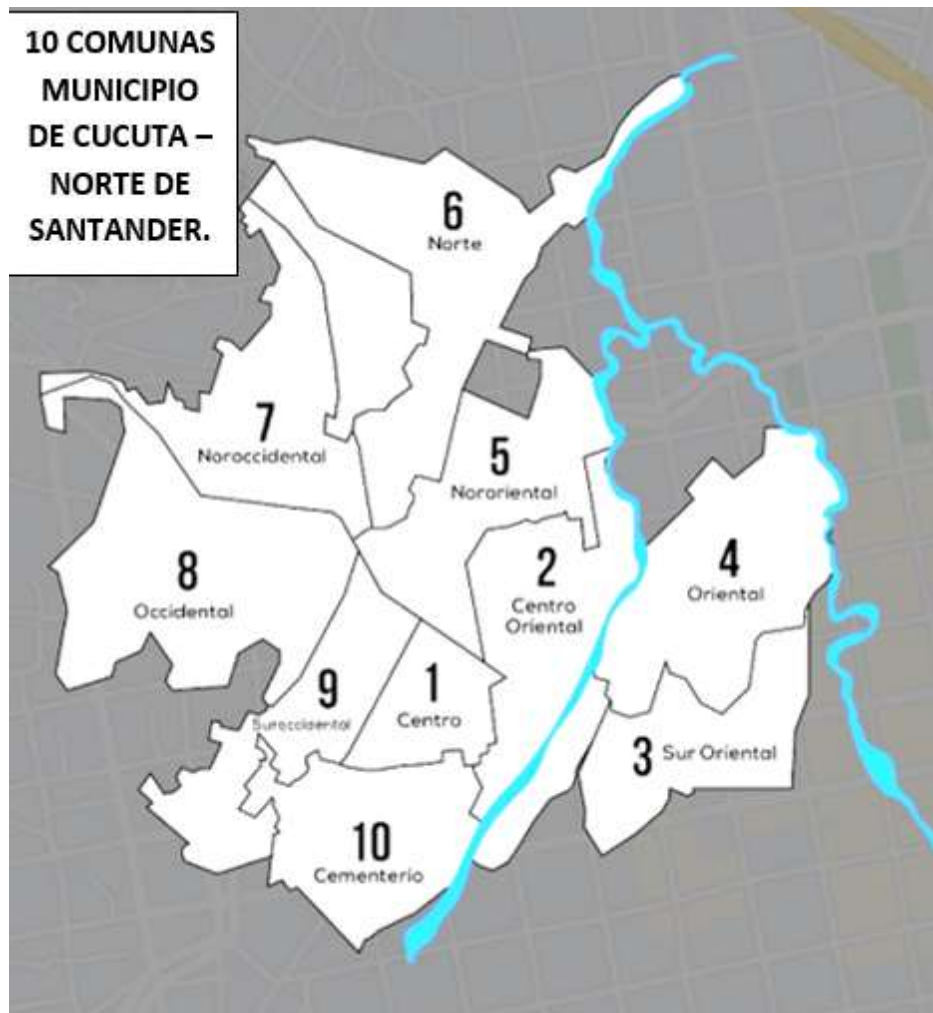 10 COMUNAS
MUNICIPIO
DE CUCUTA –
NORTE DE
SANTANDER.
6
Norte
7
Noroccidental
5
Nororiental
8
Occidental
2
Centro
Oriental
4
Oriental
9
Suroccidental
1
Centro
3 Sur Oriental
10
Cementerio